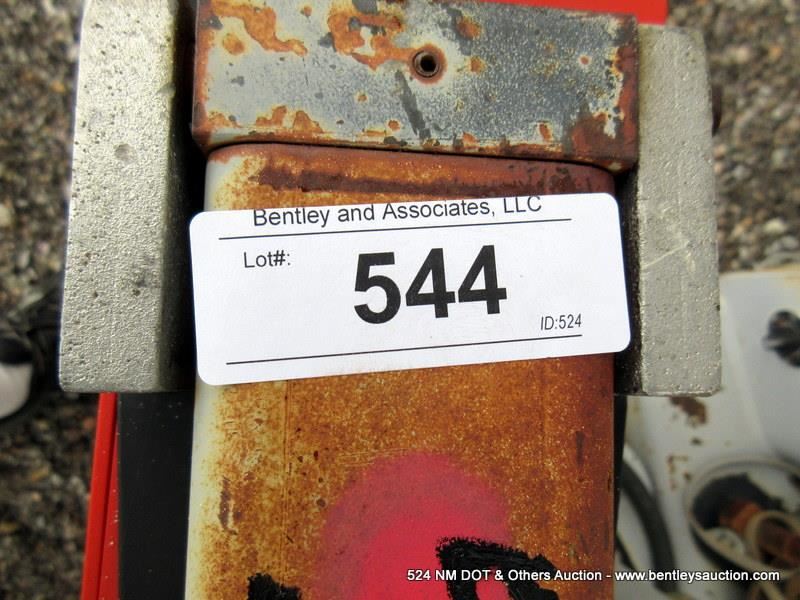 Bentley and Associates, LLC
Lot#:
544
ID:524
524 NM DOT & Others Auction - www.bentleysauction.com